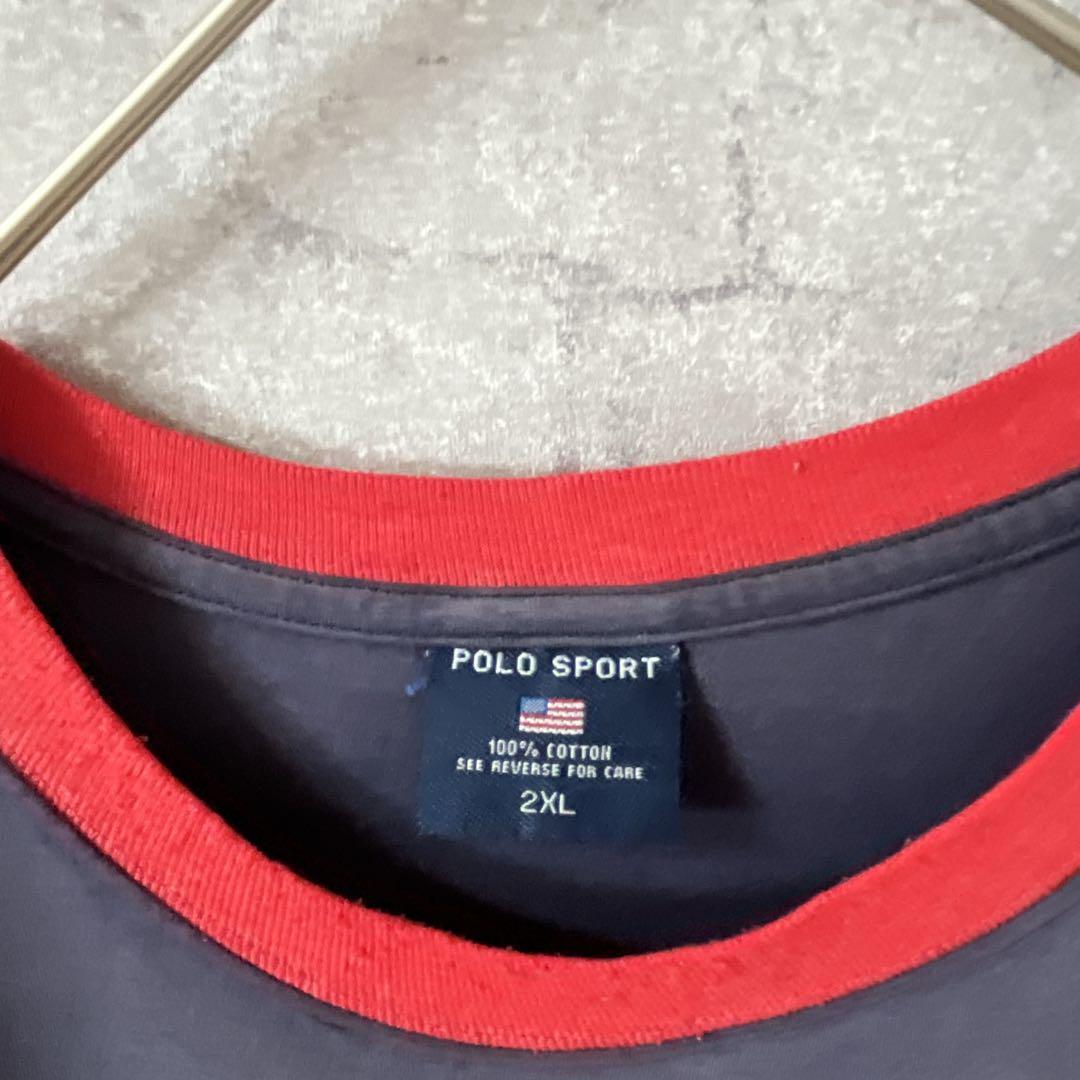 POLO SPORT
100% COTTON
SEE REVERSE FOR CARE
2XL